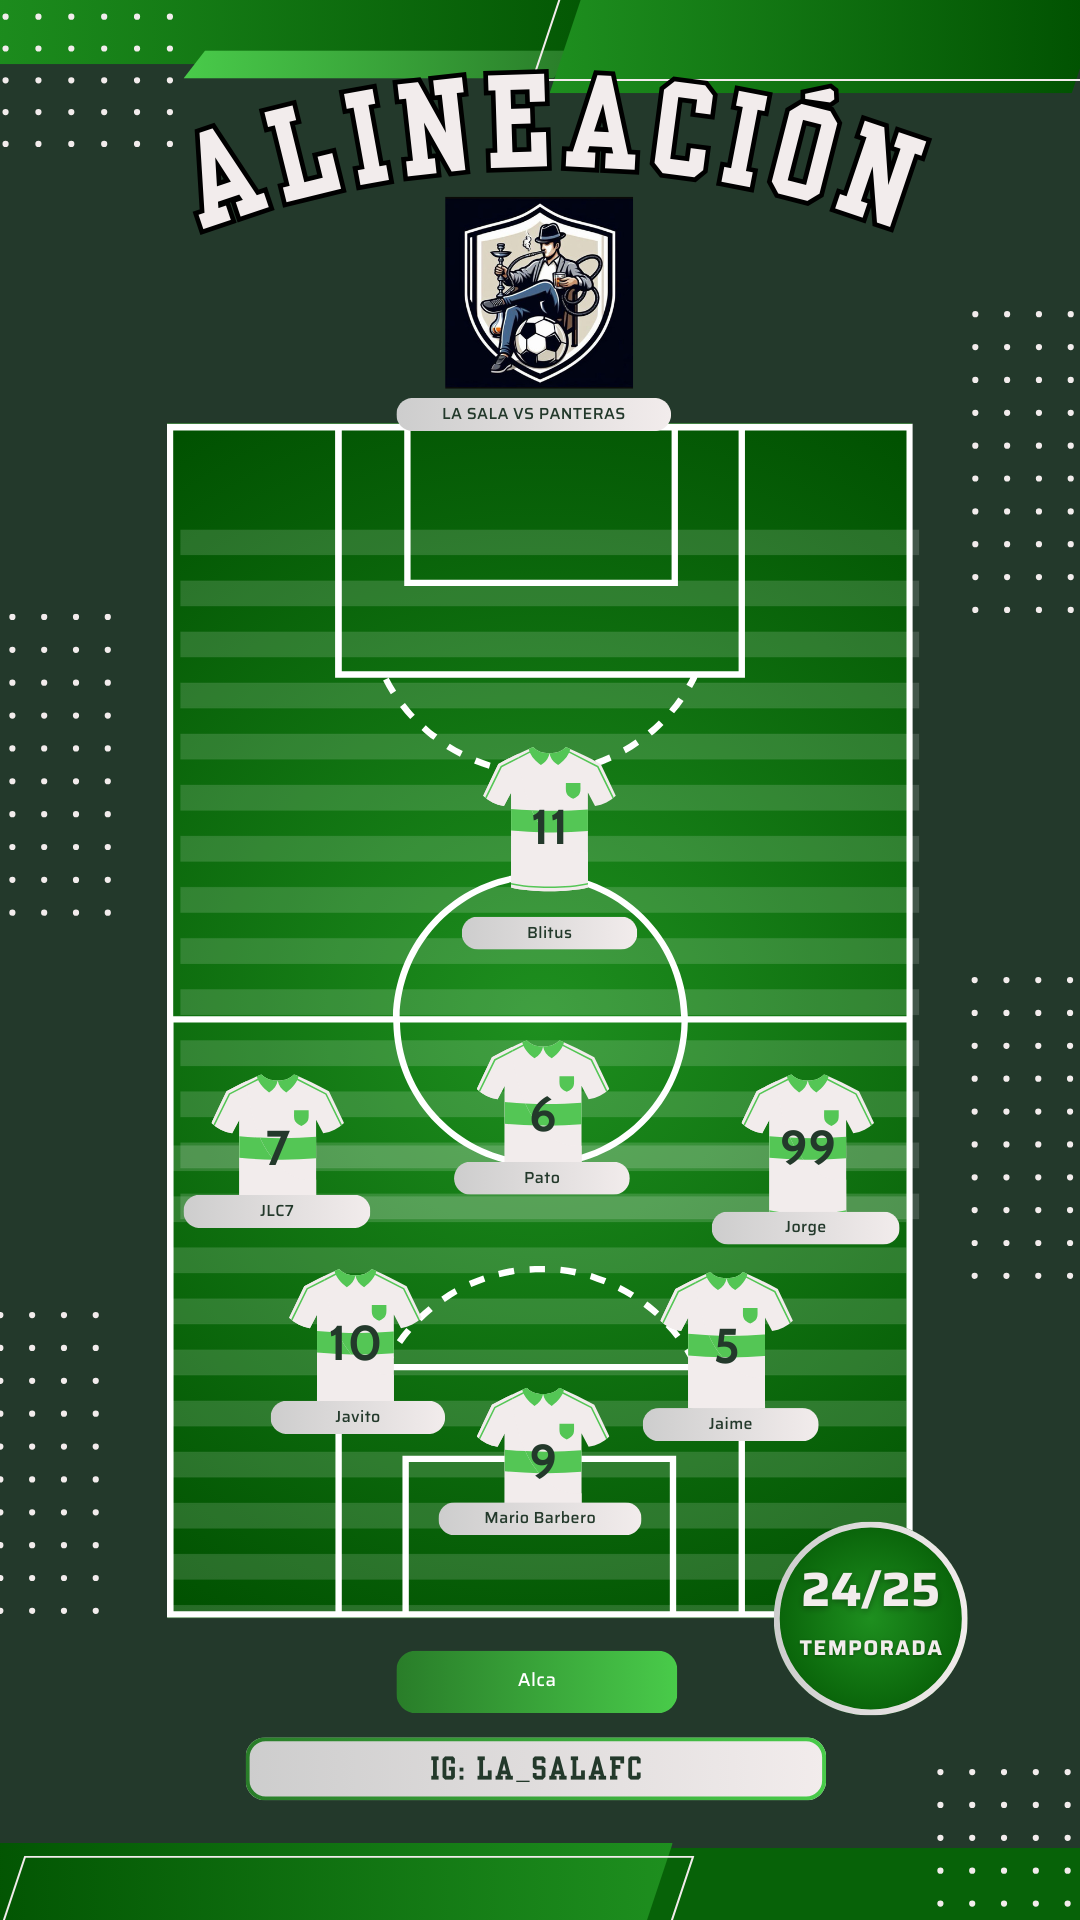 ALINEACIÓN
LA SALA VS PANTERAS
11
Blitus
6
Pato
7
JLC7
99
Jorge
10
Javito
5
Jaime
9
Mario Barbero
24/25
TEMPORADA
Alca
IG: LA_SALAFC